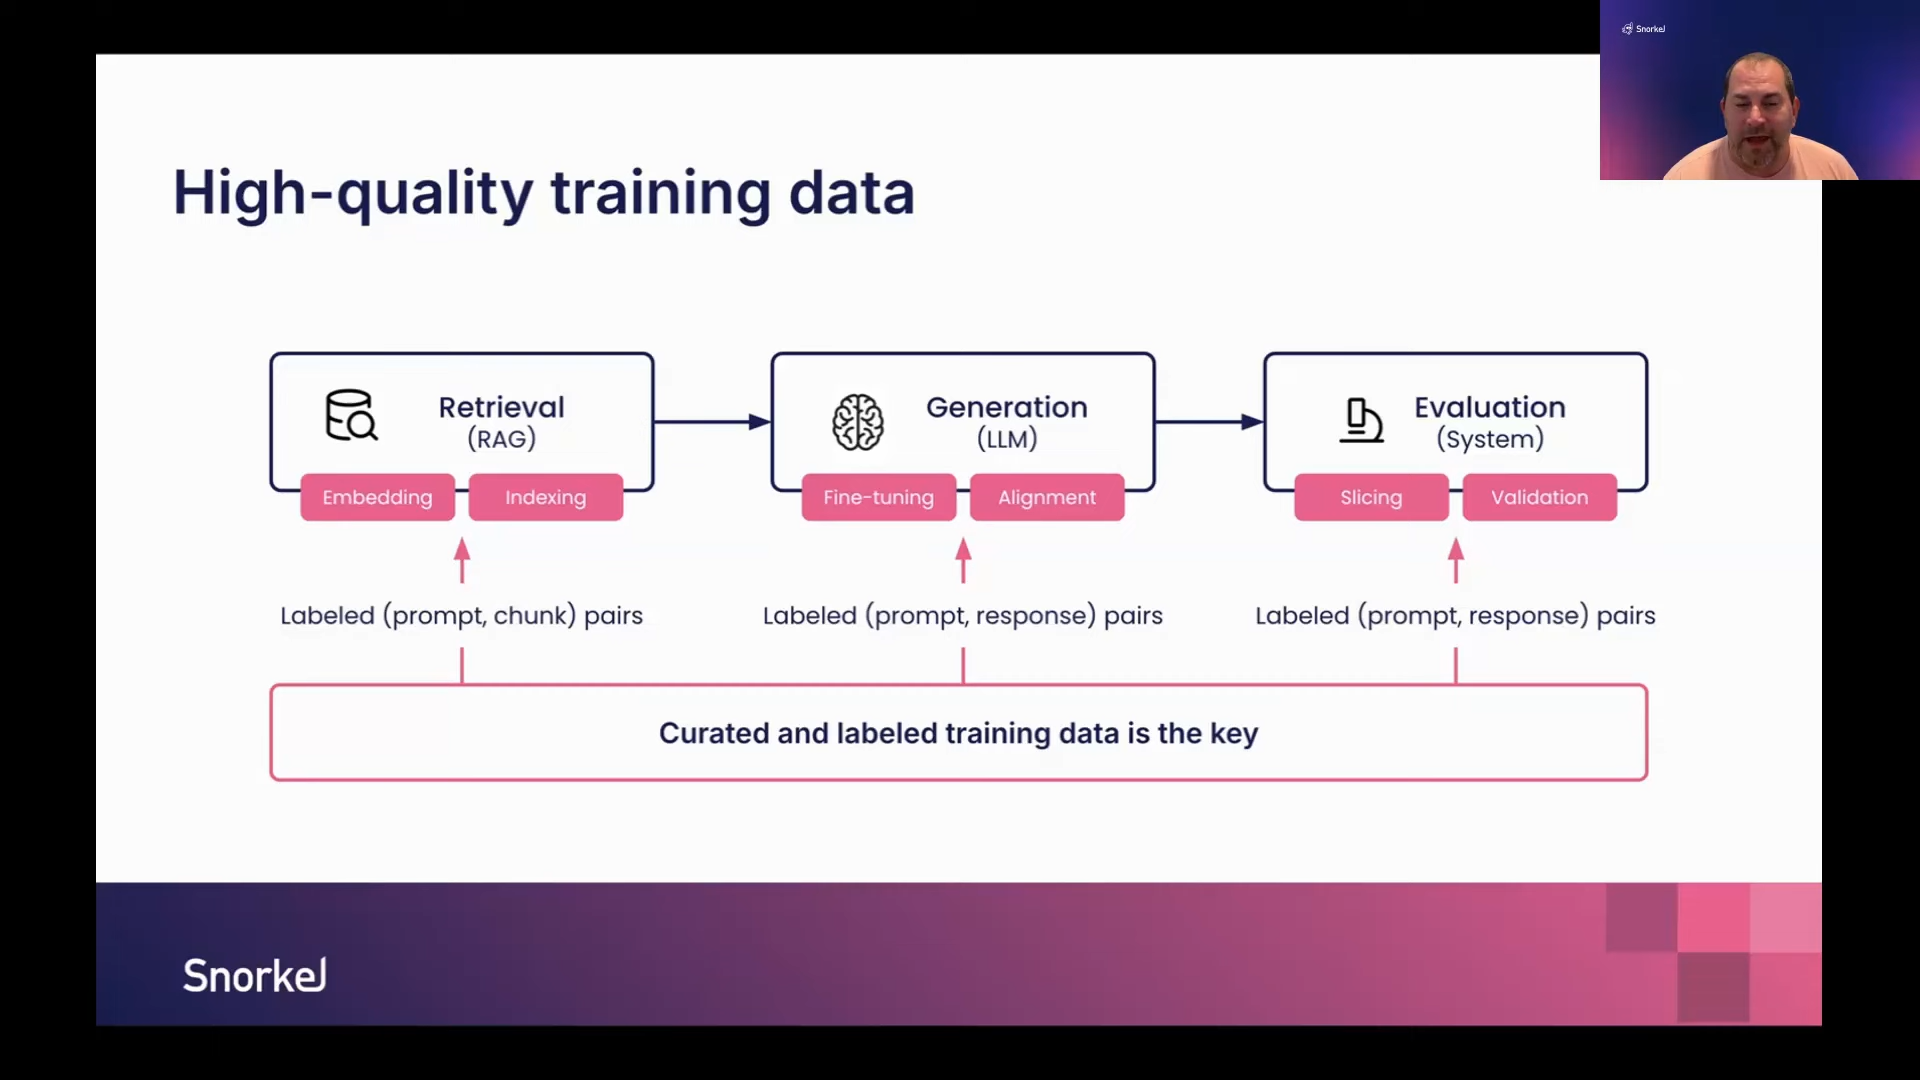 Snorkel
High-quality training data
Retrieval
(RAG)
Embedding
Indexing
Generation
(LLM)
Fine-tuning
Alignment
Evaluation
(System)
Slicing
Validation
Labeled (prompt, chunk) pairs
Labeled (prompt, response) pairs
Labeled (prompt, response) pairs
Curated and labeled training data is the key
Snorkel